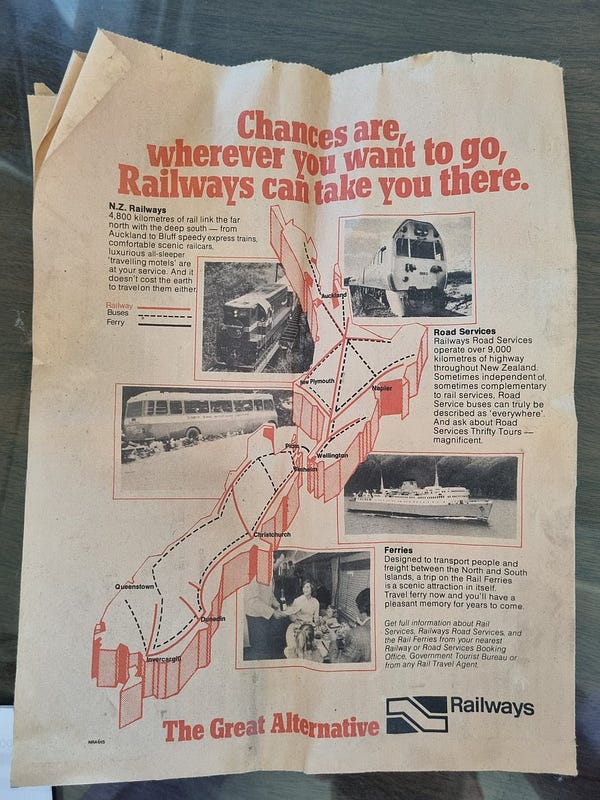 Chances are,
wherever you want to go,
Railways can take you there.
N.Z. Railways
4,800 kilometres of rail link the far
north with the deep south — from
Auckland to Bluff speedy express trains,
comfortable scenic railcars,
luxurious all-sleeper
'travelling motels' are
at your service. And it
doesn't cost the earth
to travel on them either.
Railway
Buses
Ferry
Auckland
New Plymouth
Napier
Picton
Wellington
Blenheim
Christchurch
Queenstown
Dunedin
Invercargill
Road Services
Railways Road Services
operate over 9,000
kilometres of highway
throughout New Zealand.
Sometimes independent of,
sometimes complementary
to rail services, Road
Service buses can truly be
described as 'everywhere'.
And ask about Road
Services Thrifty Tours —
magnificent.
Ferries
Designed to transport people and
freight between the North and South
Islands, a trip on the Rail Ferries
is a scenic attraction in itself.
Travel ferry now and you'll have a
pleasant memory for years to come.
Get full information about Rail
Services, Railways Road Services, and
the Rail Ferries from your nearest
Railway or Road Services Booking
Office, Government Tourist Bureau or
from any Rail Travel Agent.
The Great Alternative
Railways